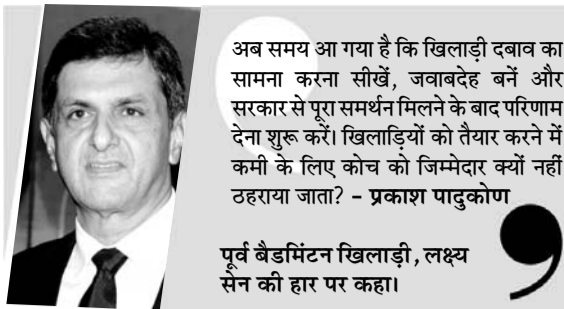 अब समय आ गया है कि खिलाड़ी दबाव का
सामना करना सीखें, जवाबदेह बनें और
सरकार से पूरा समर्थन मिलने के बाद परिणाम
देना शुरू करें। खिलाड़ियों को तैयार करने में
कमी के लिए कोच को जिम्मेदार क्यों नहीं
ठहराया जाता? – प्रकाश पादुकोण
पूर्व बैडमिंटन खिलाड़ी, लक्ष्य
सेन की हार पर कहा।